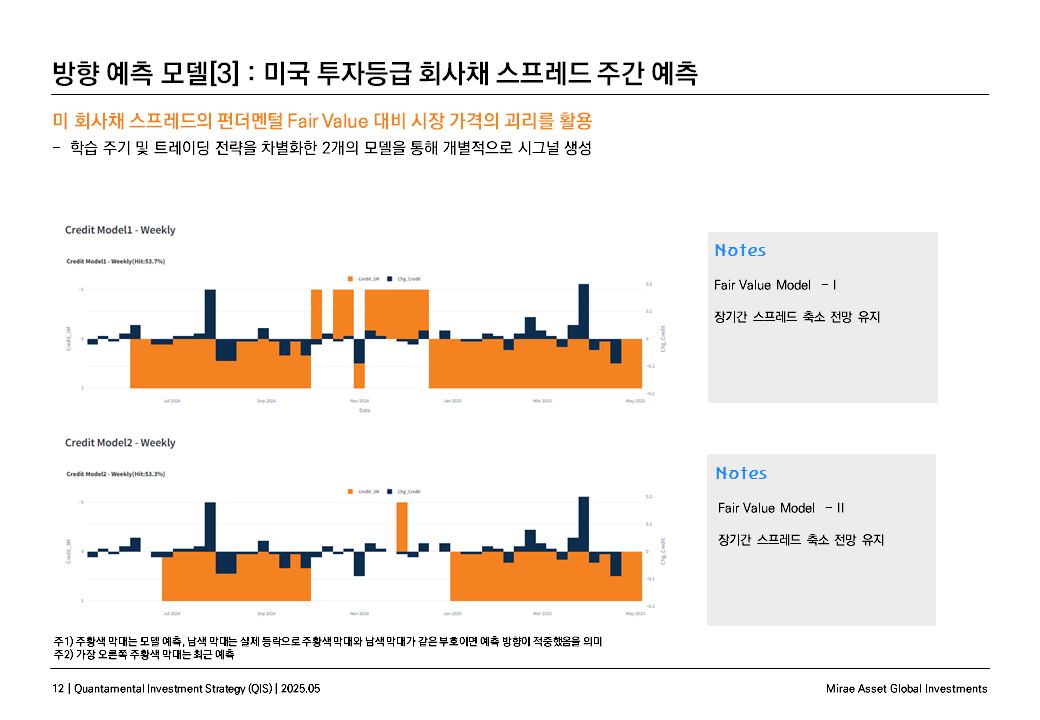 방향 예측 모델[3] : 미국 투자등급 회사채 스프레드 주간 예측
미 회사채 스프레드의 펀더멘털 Fair Value 대비 시장 가격의 괴리를 활용
− 학습 주기 및 트레이딩 전략을 차별화한 2개의 모델을 통해 개별적으로 시그널 생성
Credit Model1 - Weekly
Credit Model1 - Weekly(Hit:53.7%)
Credit_1M Chg_Credit
−1
0
1
Credit_1M
0.2
0.1
0
−0.1
−0.2
Chg_Credit
Jul 2024 Sep 2024 Nov 2024 Jan 2025 Mar 2025 May 2025
Date
Notes
Fair Value Model − I
장기간 스프레드 축소 전망 유지
Credit Model2 - Weekly
Credit Model2 - Weekly(Hit:53.3%)
Credit_3M Chg_Credit
−1
0
1
Credit_3M
0.2
0.1
0
−0.1
−0.2
Chg_Credit
Jul 2024 Sep 2024 Nov 2024 Jan 2025 Mar 2025 May 2025
Notes
Fair Value Model − II
장기간 스프레드 축소 전망 유지
주1) 주황색 막대는 모델 예측, 남색 막대는 실제 등락으로 주황색 막대와 남색 막대가 같은 부호이면 예측 방향이 적중했음을 의미
주2) 가장 오른쪽 주황색 막대는 최근 예측
12 | Quantamental Investment Strategy (QIS) | 2025.05
Mirae Asset Global Investments